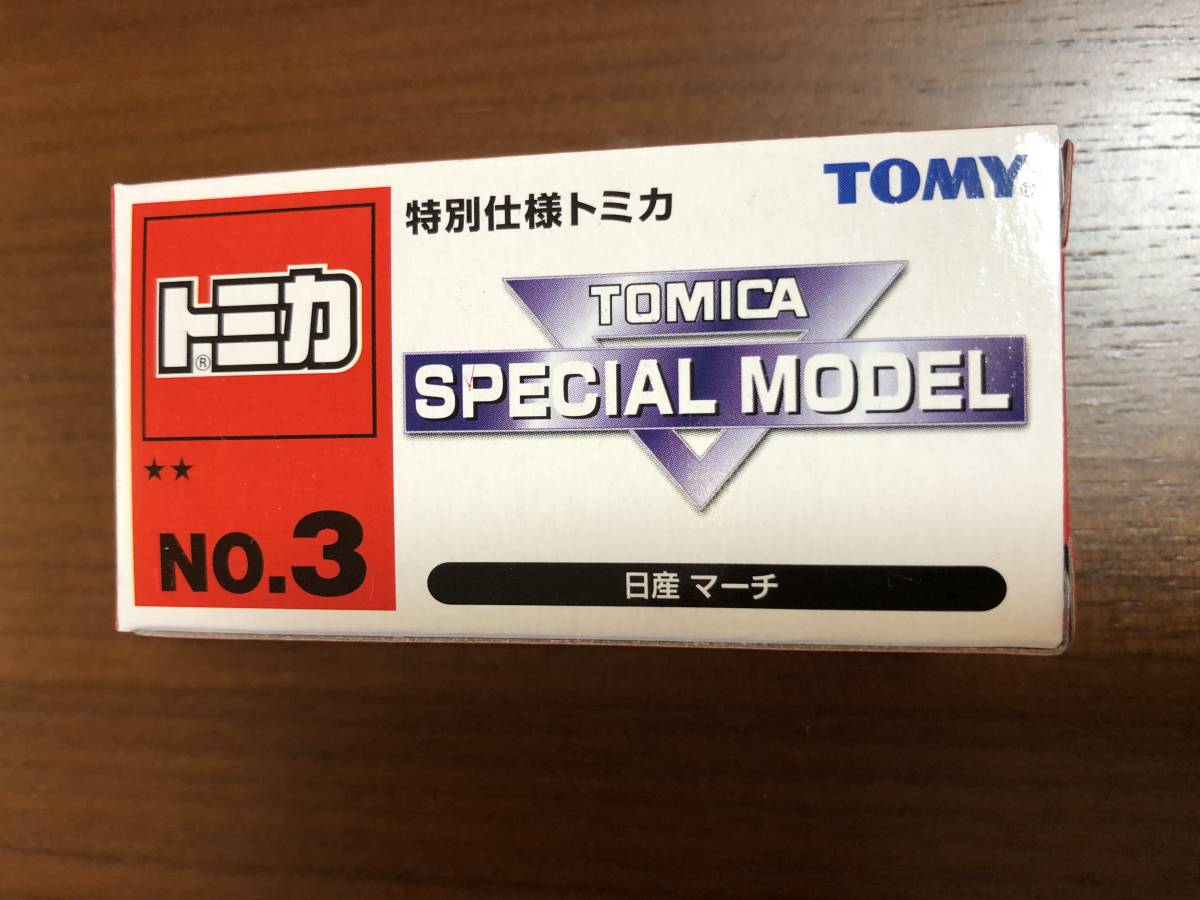 トミカ®
★★
NO.3
特別仕様トミカ
TOMY®
TOMICA
SPECIAL MODEL
日産 マーチ